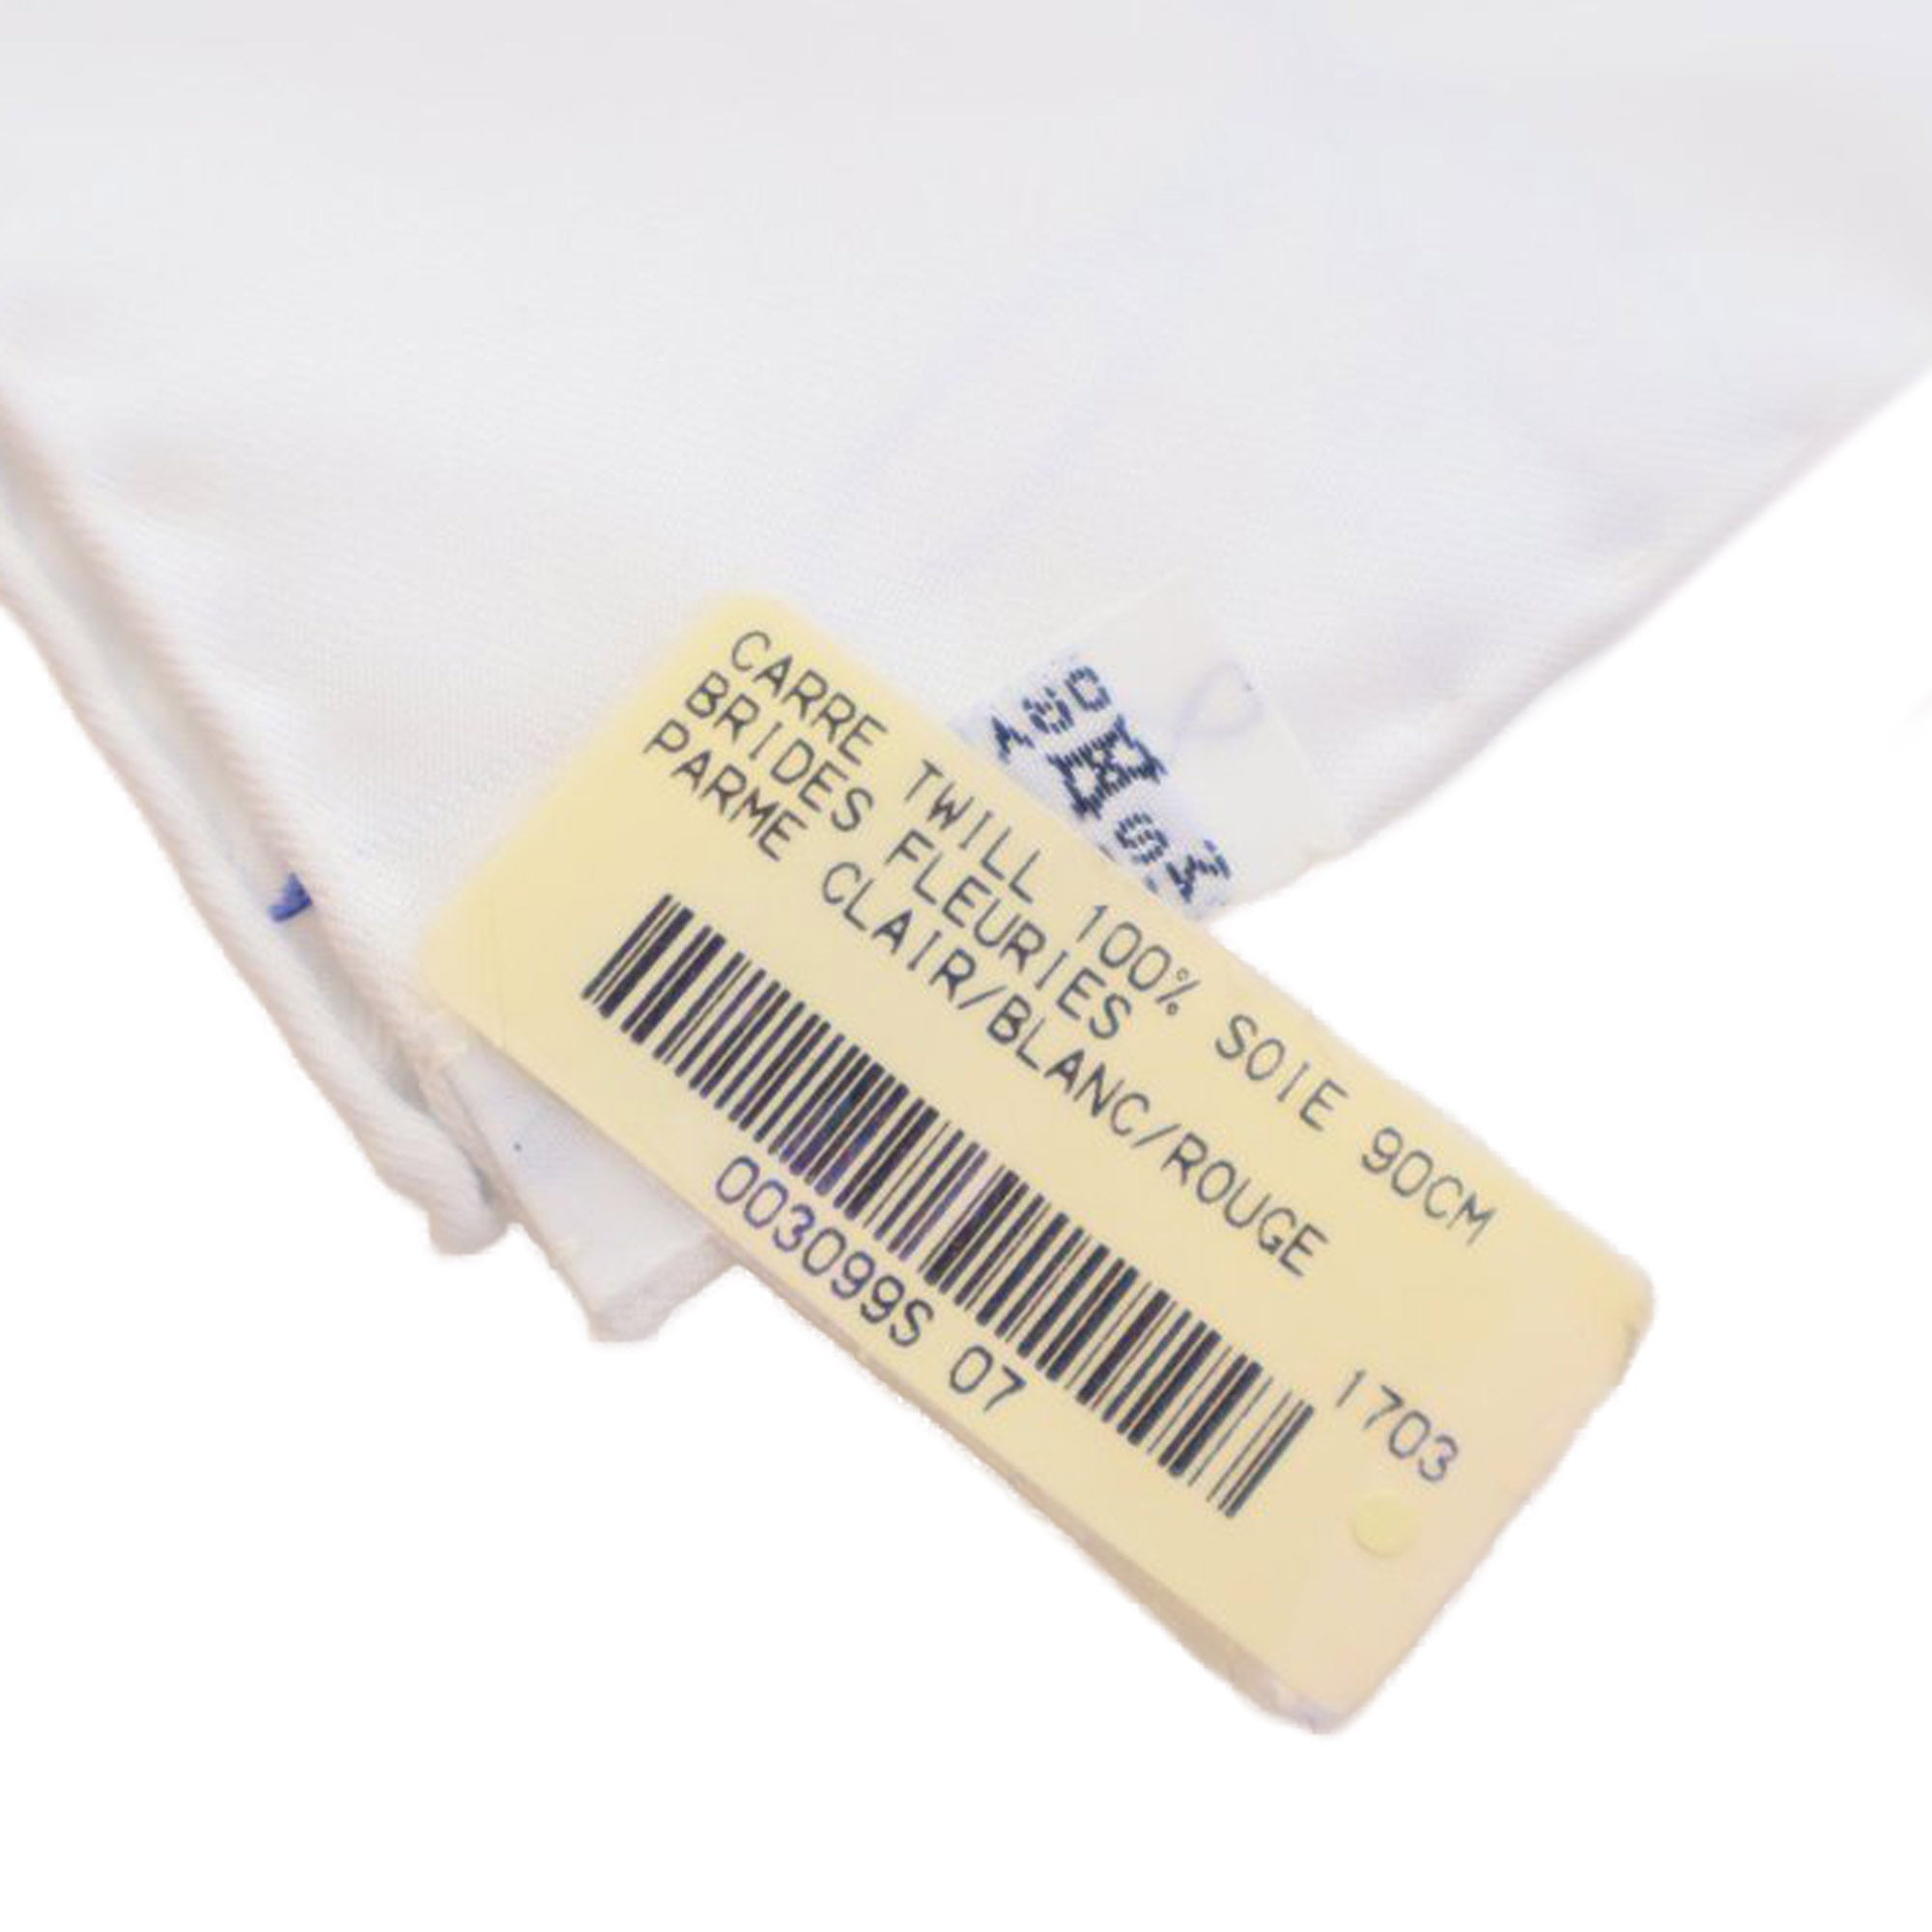 CARRE TWILL 100% SOIE 90CM
BRIDES FLEURIES
PARME CLAIR/BLANC/ROUGE
1703
003099S 07